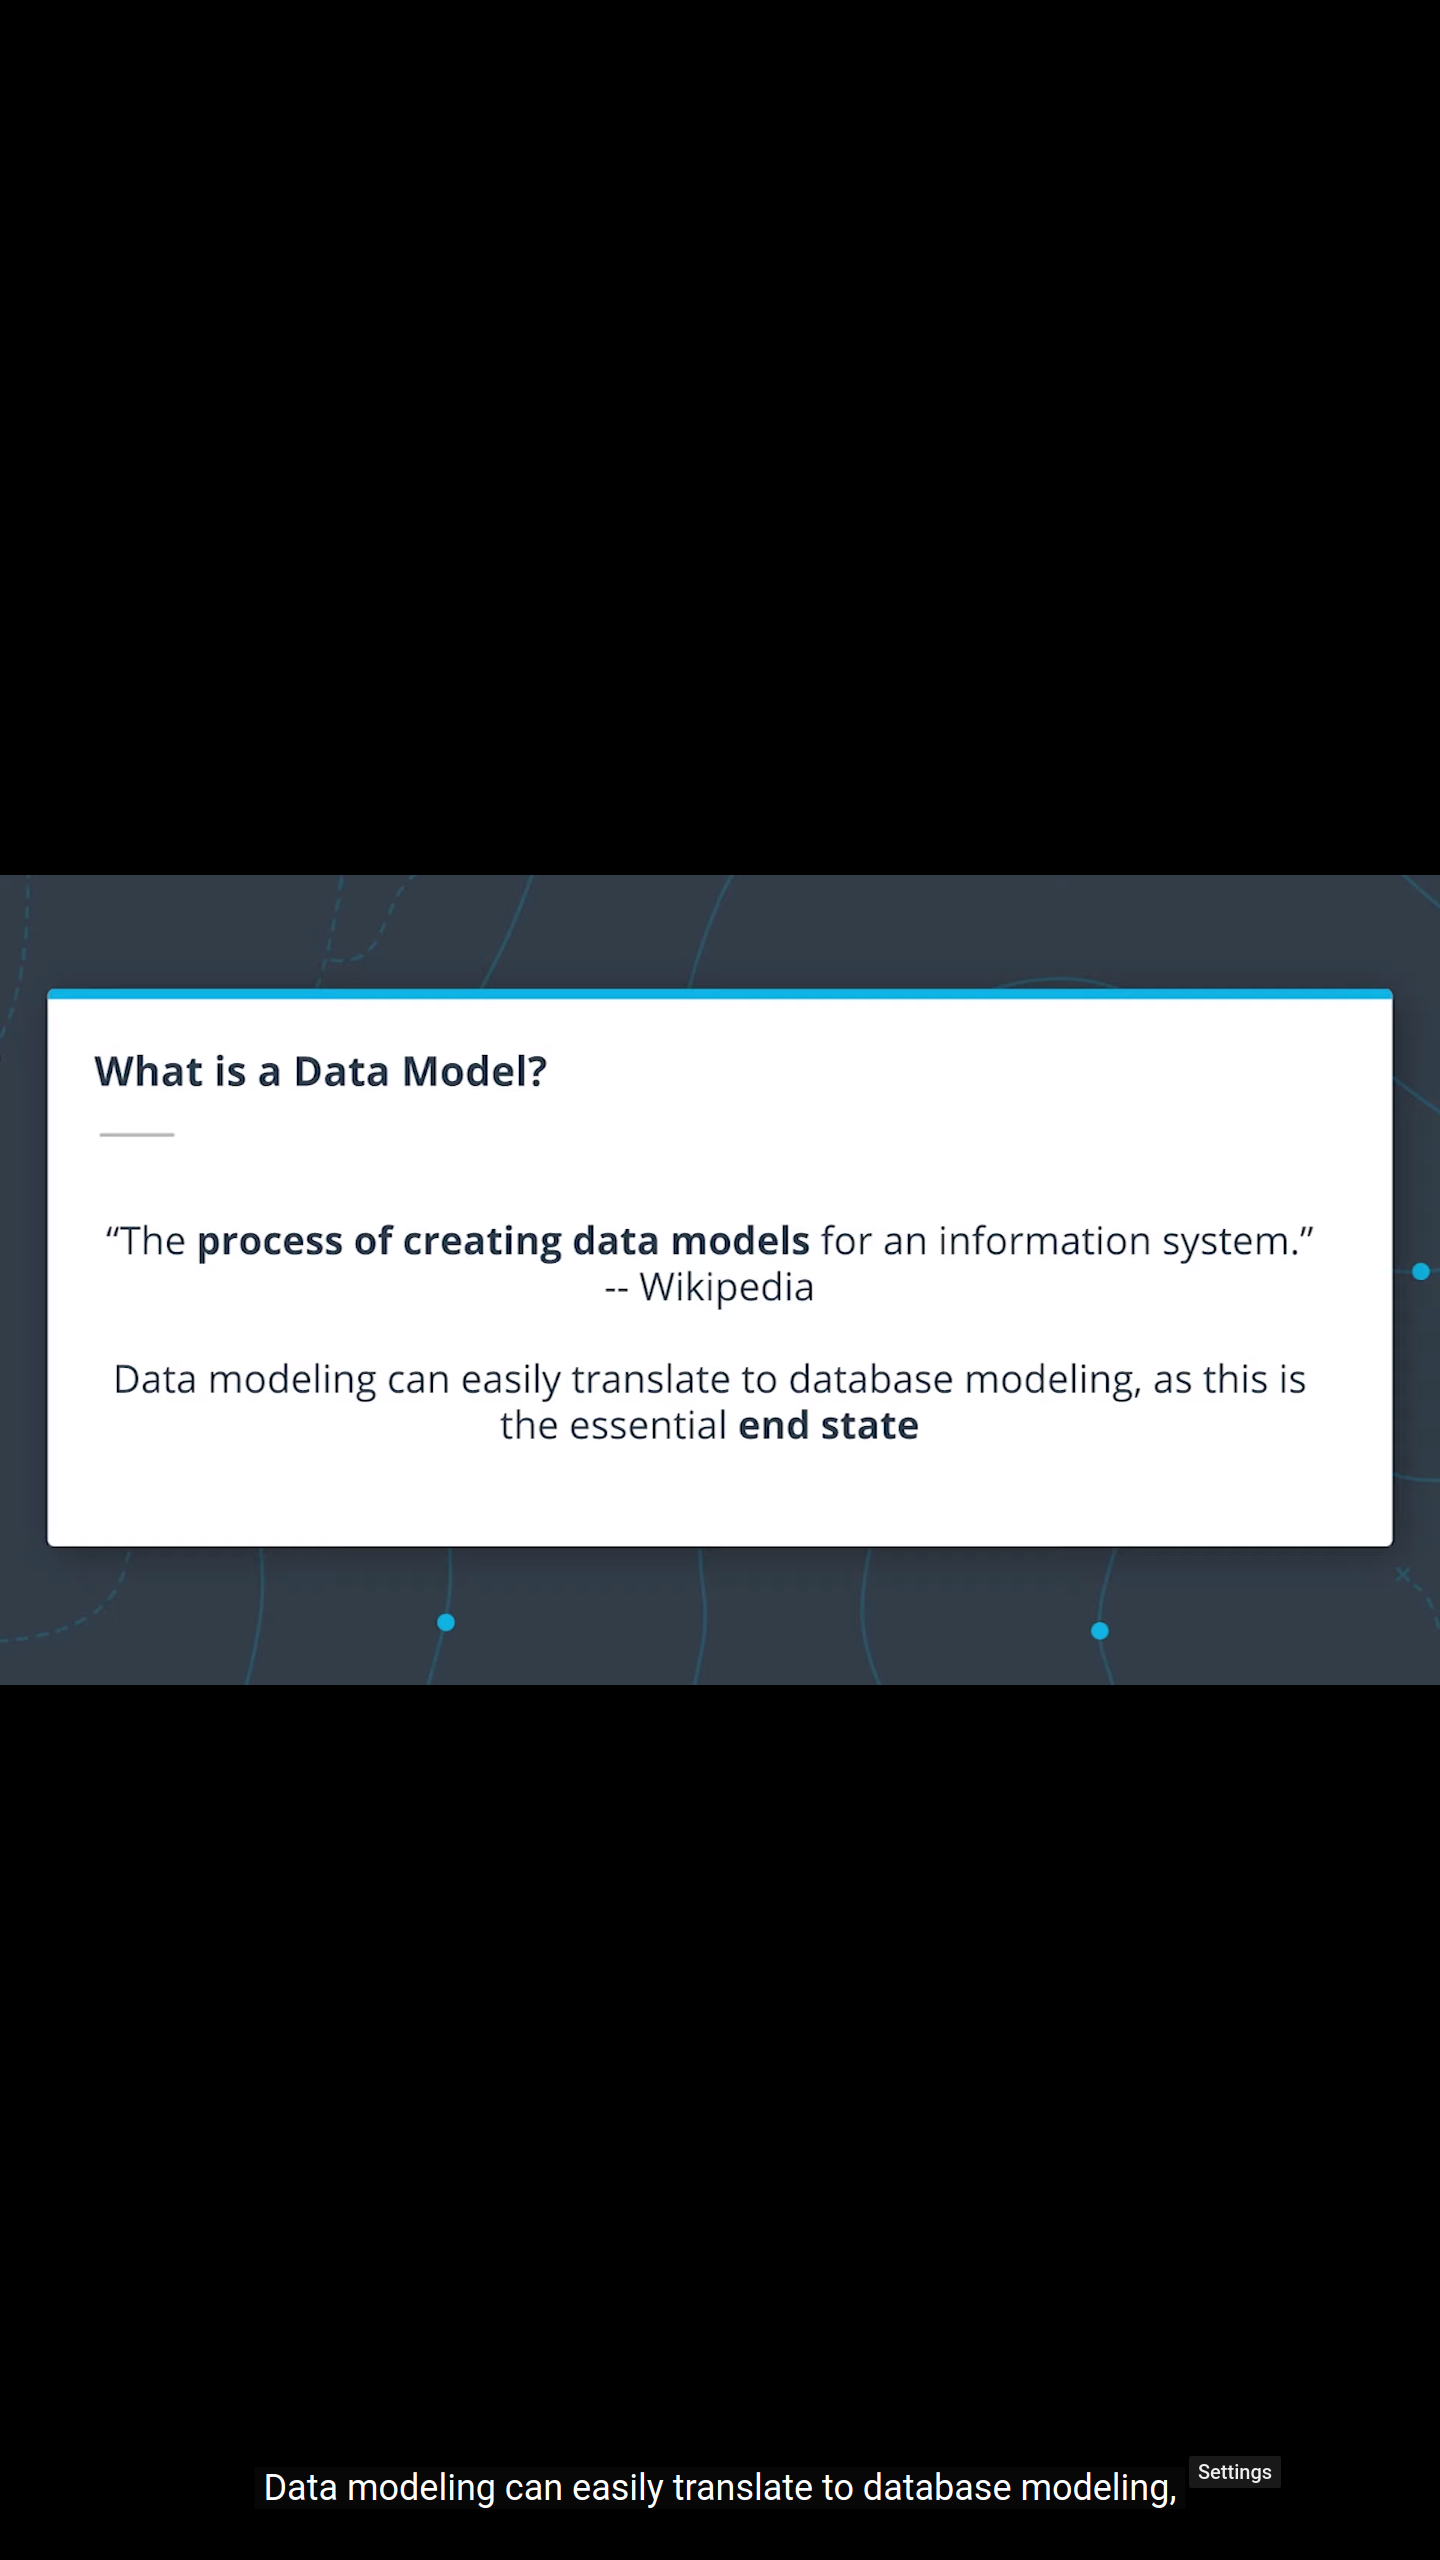 What is a Data Model?
“The process of creating data models for an information system.”
-- Wikipedia
Data modeling can easily translate to database modeling, as this is
the essential end state
Settings
Data modeling can easily translate to database modeling,